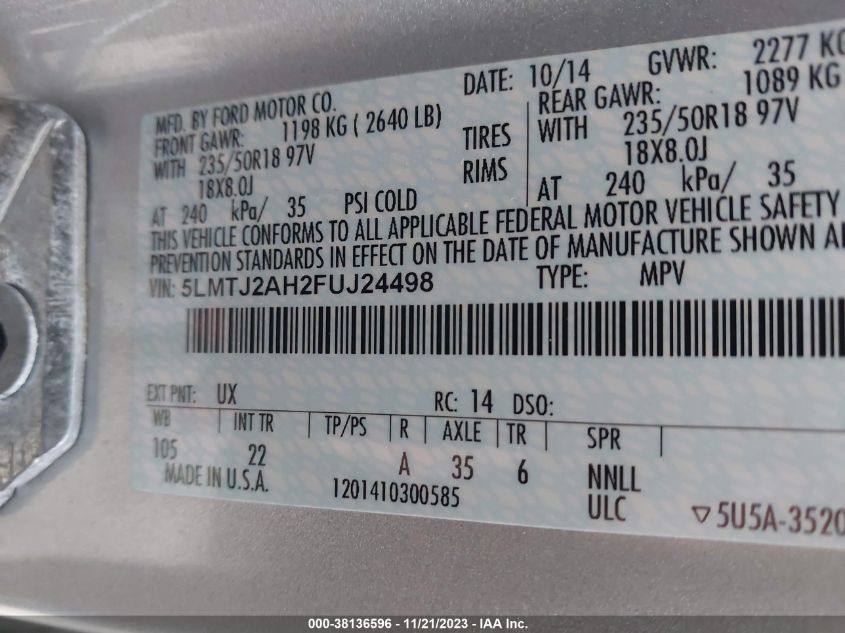 MFD. BY FORD MOTOR CO. DATE: 10/14 GVWR: 2277 KG
FRONT GAWR: 1198 KG ( 2640 LB) REAR GAWR: 1089 KG
WITH 235/50R18 97V TIRES WITH 235/50R18 97V
18X8.0J RIMS 18X8.0J
AT 240 kPa/ 35 PSI COLD AT 240 kPa/ 35
THIS VEHICLE CONFORMS TO ALL APPLICABLE FEDERAL MOTOR VEHICLE SAFETY
PREVENTION STANDARDS IN EFFECT ON THE DATE OF MANUFACTURE SHOWN A
VIN: 5LMTJ2AH2FUJ24498 TYPE: MPV
EXT PNT: UX RC: 14 DSO:
WB | INT TR | TP/PS | R | AXLE | TR | SPR |
105 22 A 35 6 NNLL
MADE IN U.S.A. 1201410300585 ULC ▽5U5A-3520
000-38136596 - 11/21/2023 - IAA Inc.